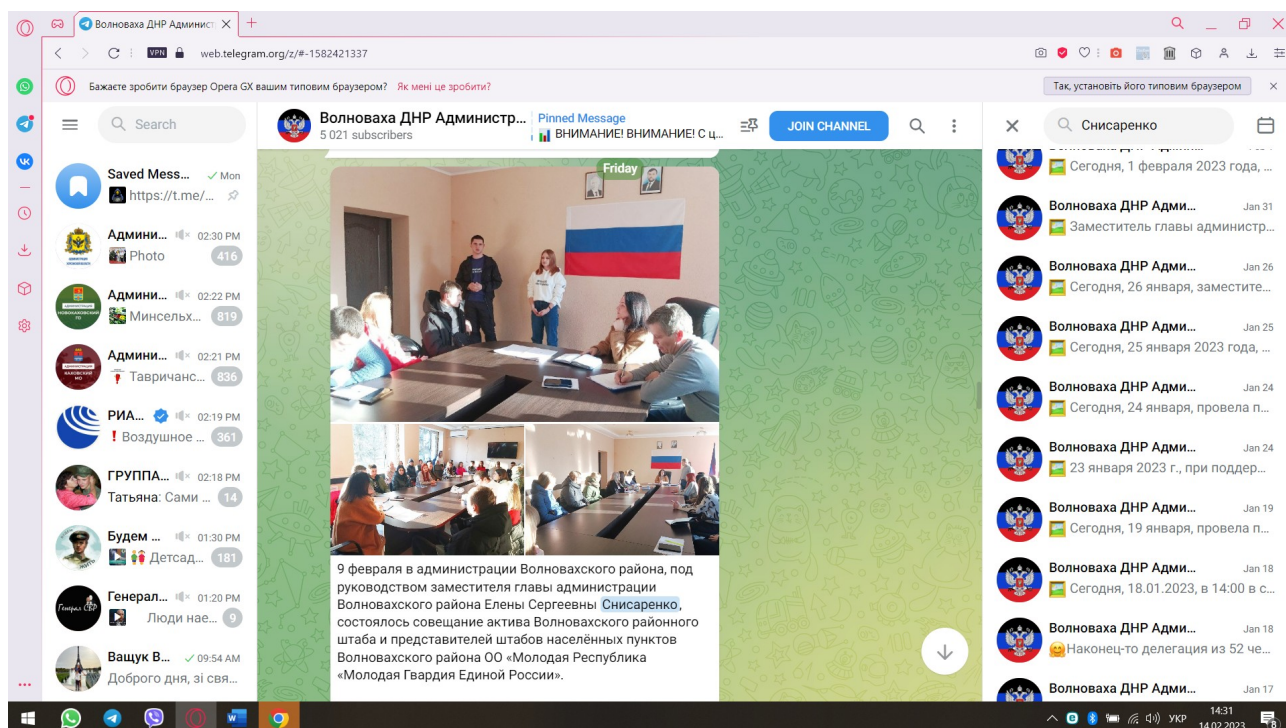 Волноваха ДНР Админист
VPN
web.telegram.org/z/#-1582421337
Бажаєте зробити браузер Opera GX вашим типовим браузером? Як мені це зробити?
Так, установіть його типовим браузером
Search
Saved Mess... Mon
https://t.me/...
Админи... 02:30 PM
Photo 416
Админи... 02:22 PM
Минсельх... 819
Админи... 02:21 PM
Тавричанс... 836
РИА... 02:19 PM
Воздушное ... 361
ГРУППА... 02:18 PM
Татьяна: Сами ... 14
Будем ... 01:30 PM
Детсад... 181
Генерал... 01:20 PM
Люди нае... 9
Ващук В... 09:54 AM
Доброго дня, зі свя...
Волноваха ДНР Администр...
5 021 subscribers
Pinned Message
ВНИМАНИЕ! ВНИМАНИЕ! С ц...
JOIN CHANNEL
Friday
9 февраля в администрации Волновахского района, под
руководством заместителя главы администрации
Волновахского района Елены Сергеевны Снисаренко,
состоялось совещание актива Волновахского районного
штаба и представителей штабов населённых пунктов
Волновахского района ОО «Молодая Республика
«Молодая Гвардия Единой России».
Снисаренко
Сегодня, 1 февраля 2023 года, ...
Волноваха ДНР Адми... Jan 31
Заместитель главы администр...
Волноваха ДНР Адми... Jan 26
Сегодня, 26 января, заместите...
Волноваха ДНР Адми... Jan 25
Сегодня, 25 января 2023 года, ...
Волноваха ДНР Адми... Jan 24
Сегодня, 24 января, провела п...
Волноваха ДНР Адми... Jan 24
23 января 2023 г., при поддер...
Волноваха ДНР Адми... Jan 19
Сегодня, 19 января, провела п...
Волноваха ДНР Адми... Jan 18
Сегодня, 18.01.2023, в 14:00 в с...
Волноваха ДНР Адми... Jan 18
Наконец-то делегация из 52 че...
Волноваха ДНР Адми... Jan 17
УКР
14:31
14.02.2023